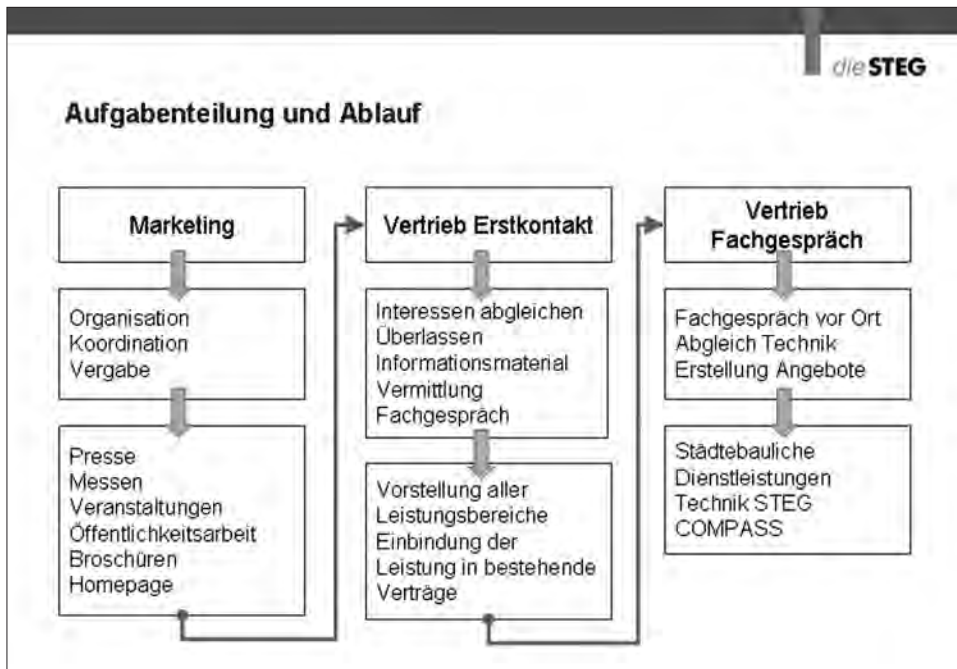 die STEG
Aufgabenteilung und Ablauf
Marketing
Organisation
Koordination
Vergabe
Presse
Messen
Veranstaltungen
Öffentlichkeitsarbeit
Broschüren
Homepage
Vertrieb Erstkontakt
Interessen abgleichen
Überlassen
Informationsmaterial
Vermittlung
Fachgespräch
Vorstellung aller
Leistungsbereiche
Einbindung der
Leistung in bestehende
Verträge
Vertrieb
Fachgespräch
Fachgespräch vor Ort
Abgleich Technik
Erstellung Angebote
Städtebauliche
Dienstleistungen
Technik STEG
COMPASS